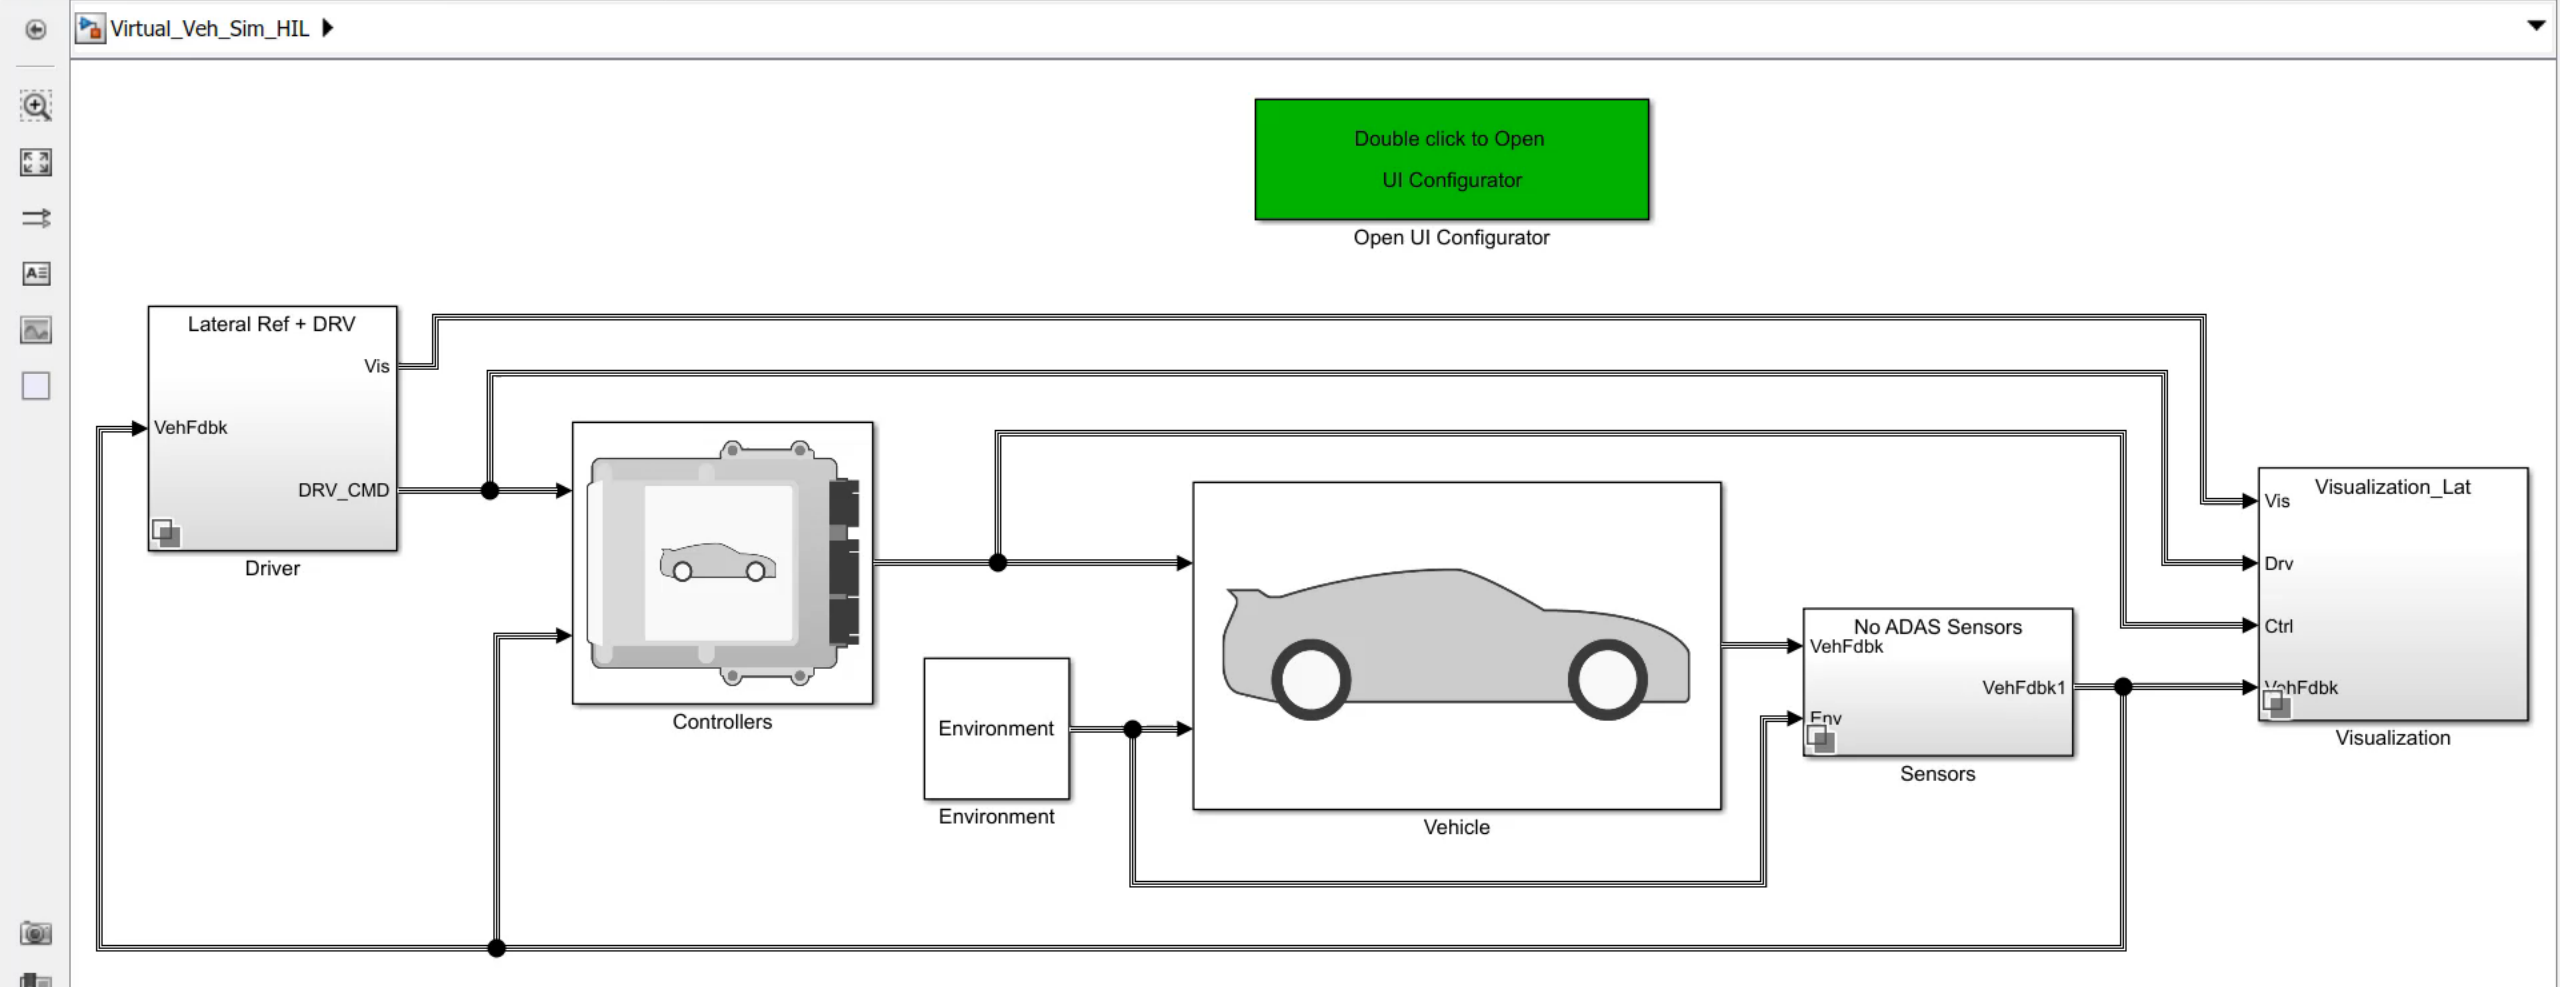 Virtual_Veh_Sim_HIL
Double click to Open
UI Configurator
Open UI Configurator
Lateral Ref + DRV
Vis
VehFdbk
DRV_CMD
Driver
Controllers
Environment
Environment
Vehicle
No ADAS Sensors
VehFdbk
VehFdbk1
Env
Sensors
Visualization_Lat
Vis
Drv
Ctrl
VehFdbk
Visualization